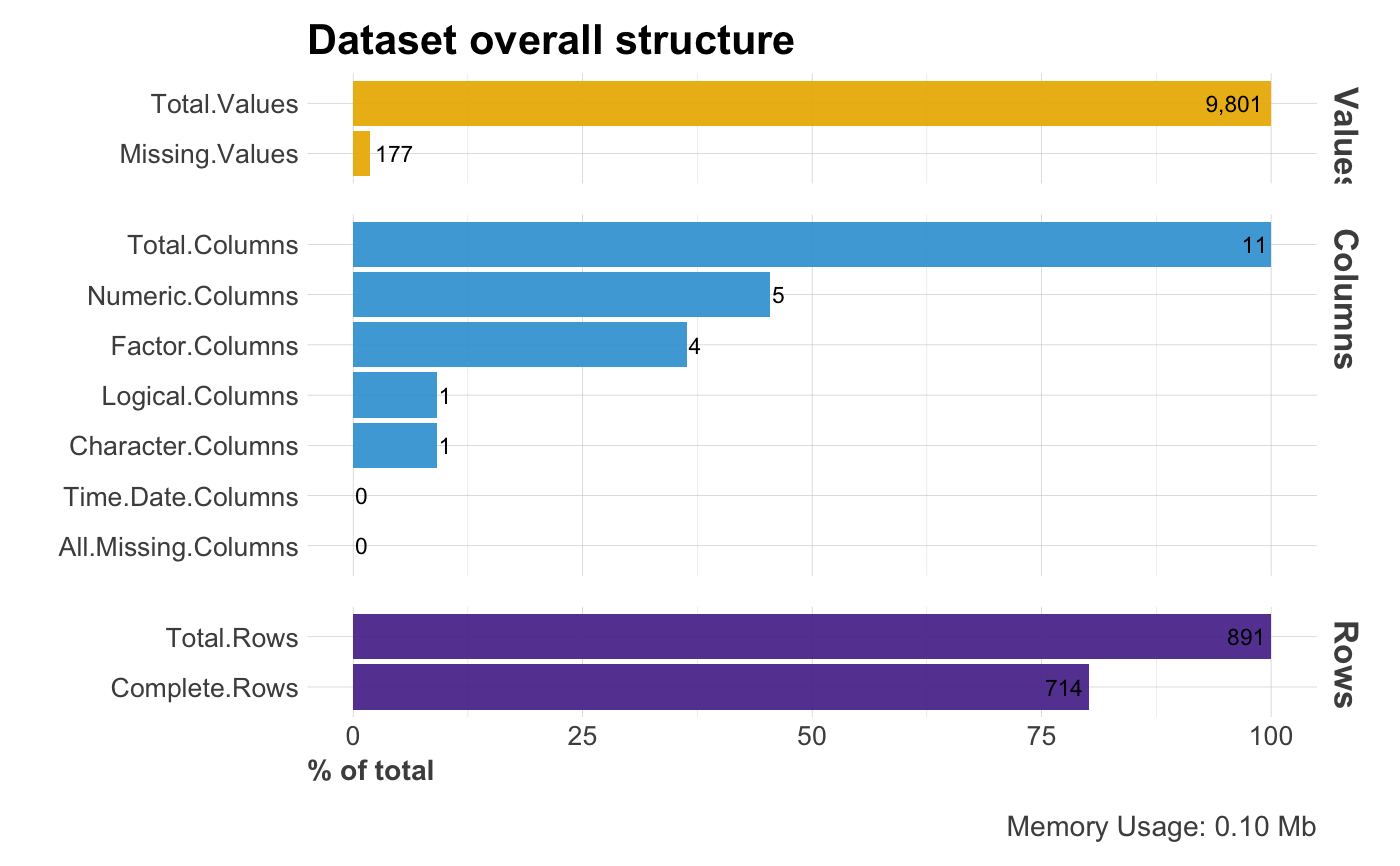 Dataset overall structure
Total.Values
9,801
Missing.Values
177
Values
Total.Columns
11
Numeric.Columns
5
Factor.Columns
4
Logical.Columns
1
Character.Columns
1
Time.Date.Columns
0
All.Missing.Columns
0
Columns
Total.Rows
891
Complete.Rows
714
Rows
0 25 50 75 100
% of total
Memory Usage: 0.10 Mb